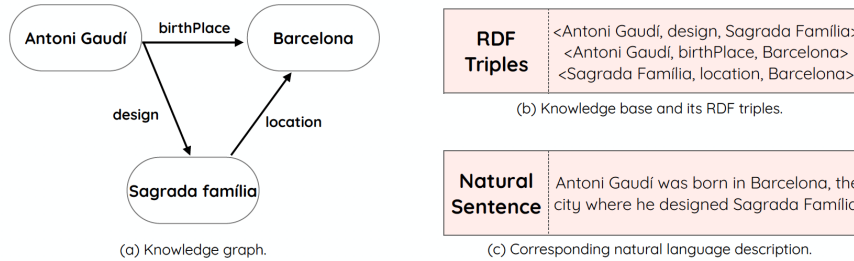 Antoni Gaudí
birthPlace
Barcelona
design
location
Sagrada família
(a) Knowledge graph.
RDF
Triples
<Antoni Gaudí, design, Sagrada Família>
<Antoni Gaudí, birthPlace, Barcelona>
<Sagrada Família, location, Barcelona>
(b) Knowledge base and its RDF triples.
Natural
Sentence
Antoni Gaudí was born in Barcelona, the
city where he designed Sagrada Família
(c) Corresponding natural language description.